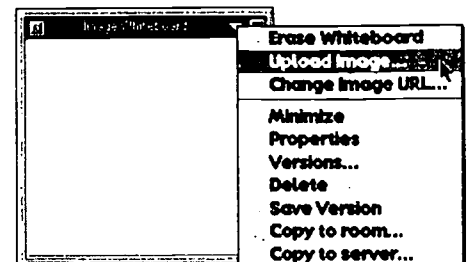 Image Whiteboard
Erase Whiteboard
Upload Image...
Change Image URL...
Minimize
Properties
Versions...
Delete
Save Version
Copy to room...
Copy to server...